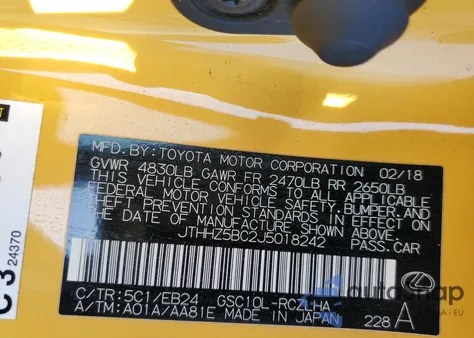 MFD. BY: TOYOTA MOTOR CORPORATION 02/18
GVWR 4830LB GAWR FR 2470LB RR 2650LB
THIS VEHICLE CONFORMS TO ALL APPLICABLE
FEDERAL MOTOR VEHICLE SAFETY, BUMPER, AND
THEFT PREVENTION STANDARDS IN EFFECT ON
THE DATE OF MANUFACTURE SHOWN ABOVE.
JTHHZ5BC2J5018242 PASS. CAR
C/TR: 5C1/EB24 GSC10L-RCZLHA
A/TM: A01A/AA81E MADE IN JAPAN 228 A
C 3 24370
autosnap